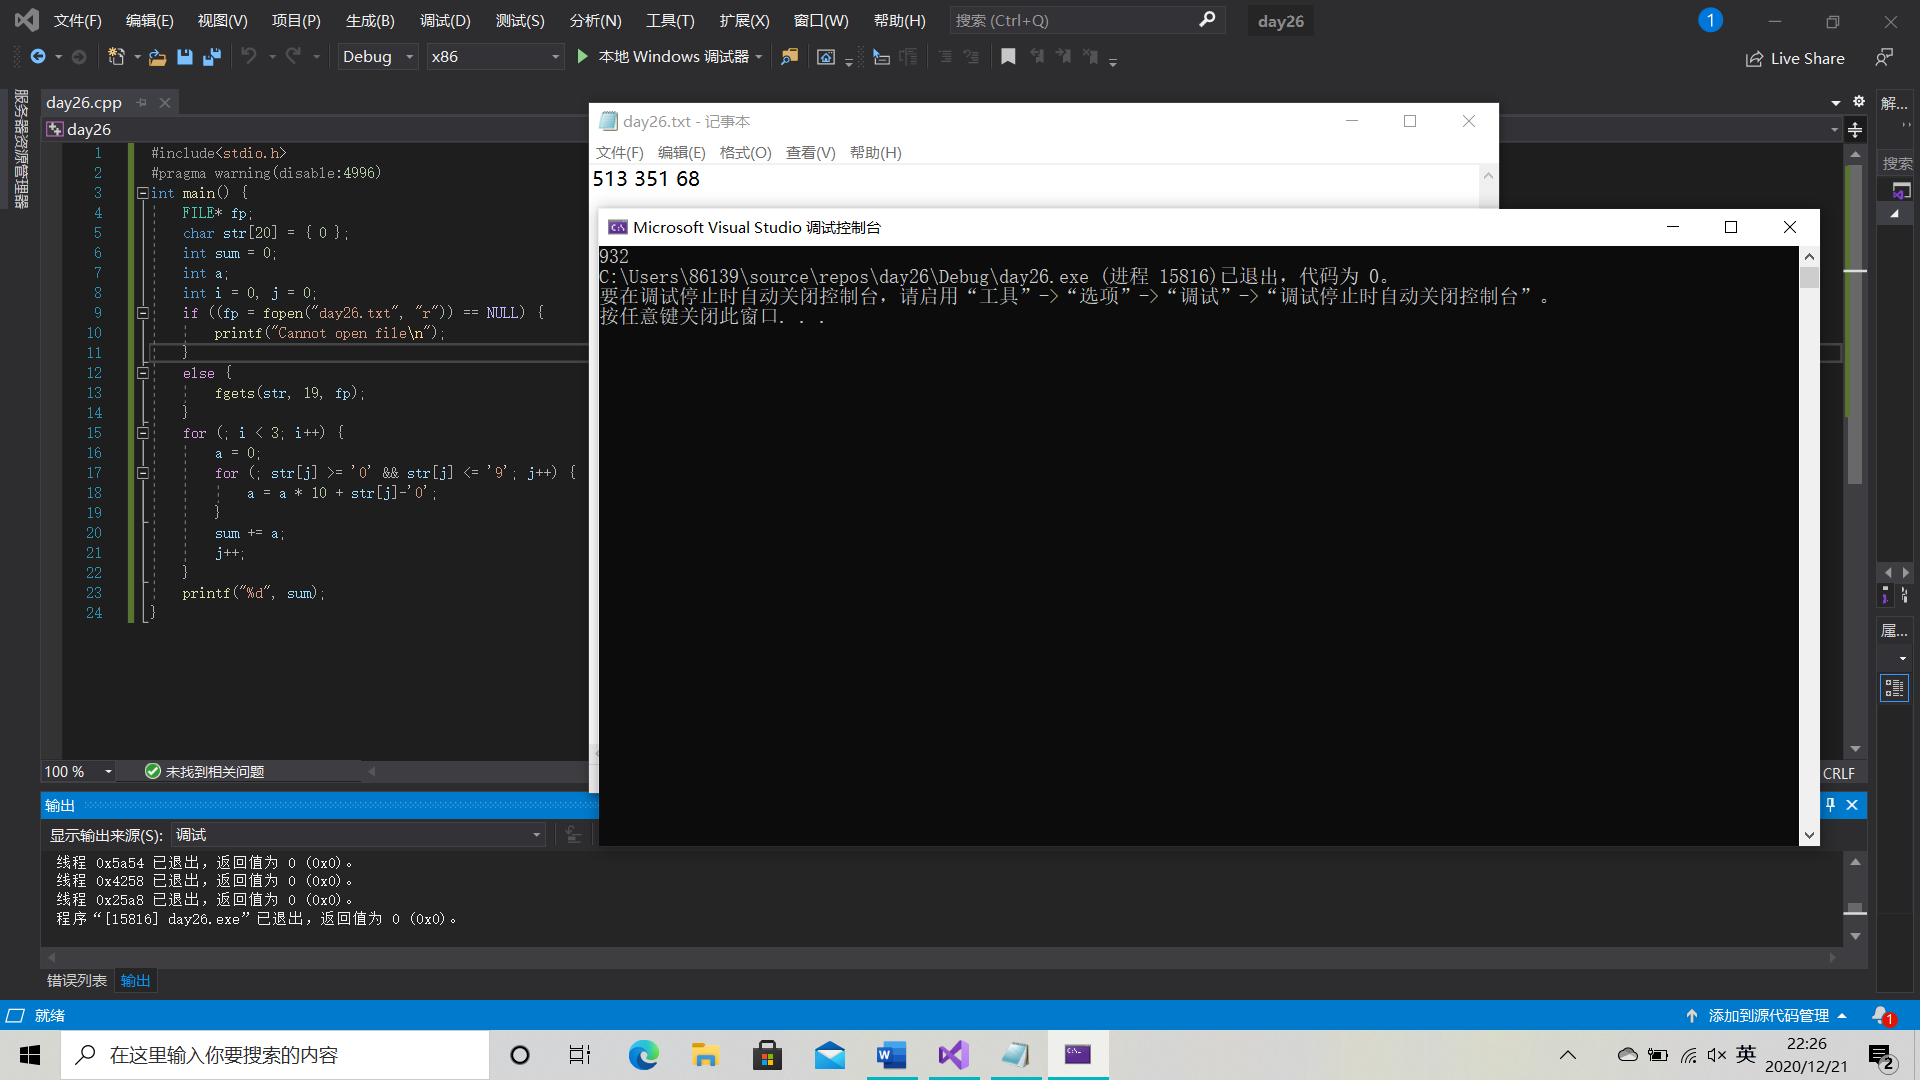 文件(F) 编辑(E) 视图(V) 项目(P) 生成(B) 调试(D) 测试(S) 分析(N) 工具(T) 扩展(X) 窗口(W) 帮助(H) 搜索 (Ctrl+Q) day26 1
Debug x86 本地 Windows 调试器 Live Share
服务器资源管理器
day26.cpp
day26
解...
搜索
属...
1 #include<stdio.h>
2 #pragma warning(disable:4996)
3 int main() {
4 FILE* fp;
5 char str[20] = { 0 };
6 int sum = 0;
7 int a;
8 int i = 0, j = 0;
9 if ((fp = fopen("day26.txt", "r")) == NULL) {
10 printf("Cannot open file\n");
11 }
12 else {
13 fgets(str, 19, fp);
14 }
15 for (; i < 3; i++) {
16 a = 0;
17 for (; str[j] >= '0' && str[j] <= '9'; j++) {
18 a = a * 10 + str[j]-'0';
19 }
20 sum += a;
21 j++;
22 }
23 printf("%d", sum);
24 }
day26.txt - 记事本
文件(F) 编辑(E) 格式(O) 查看(V) 帮助(H)
513 351 68
Microsoft Visual Studio 调试控制台
932
C:\Users\86139\source\repos\day26\Debug\day26.exe (进程 15816)已退出，代码为 0。
要在调试停止时自动关闭控制台，请启用“工具”->“选项”->“调试”->“调试停止时自动关闭控制台”。
按任意键关闭此窗口. . .
100 % 未找到相关问题 CRLF
输出
显示输出来源(S): 调试
线程 0x5a54 已退出，返回值为 0 (0x0)。
线程 0x4258 已退出，返回值为 0 (0x0)。
线程 0x25a8 已退出，返回值为 0 (0x0)。
程序“[15816] day26.exe”已退出，返回值为 0 (0x0)。
错误列表 输出
就绪 添加到源代码管理 1
在这里输入你要搜索的内容 英 22:26
2020/12/21 2